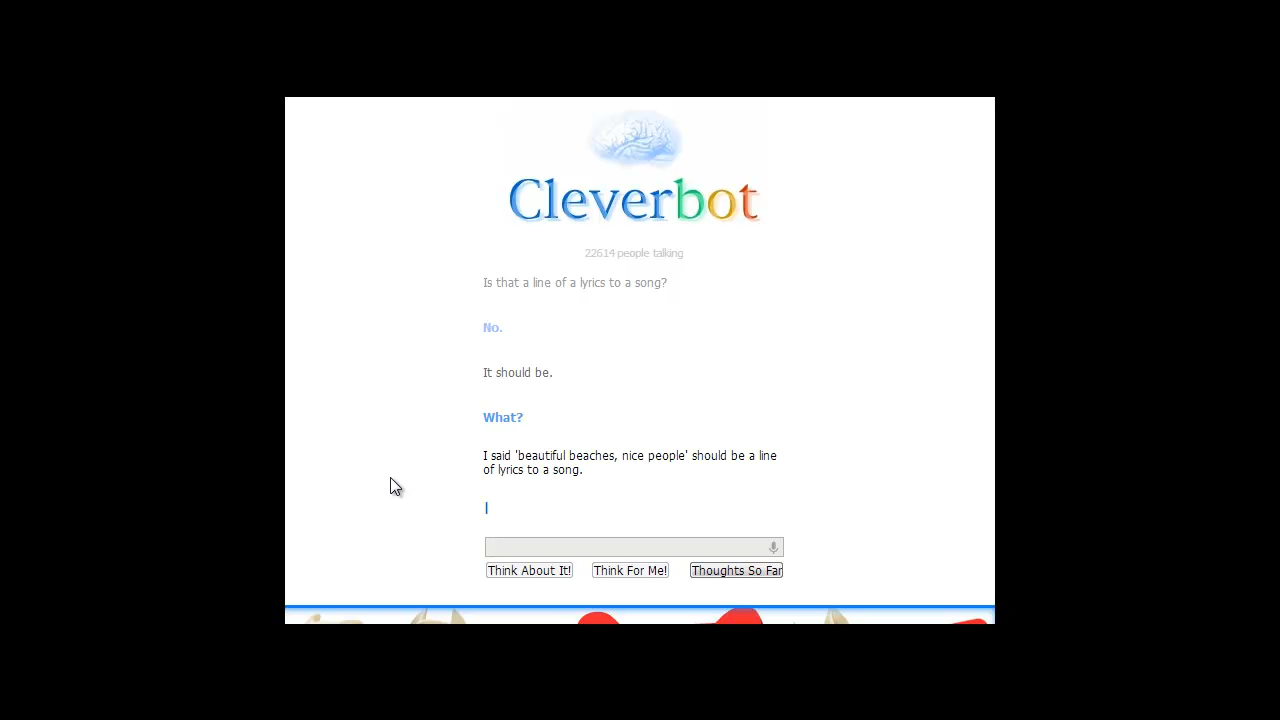 Cleverbot
22614 people talking
Is that a line of a lyrics to a song?
No.
It should be.
What?
I said 'beautiful beaches, nice people' should be a line
of lyrics to a song.
Think About It! Think For Me! Thoughts So Far